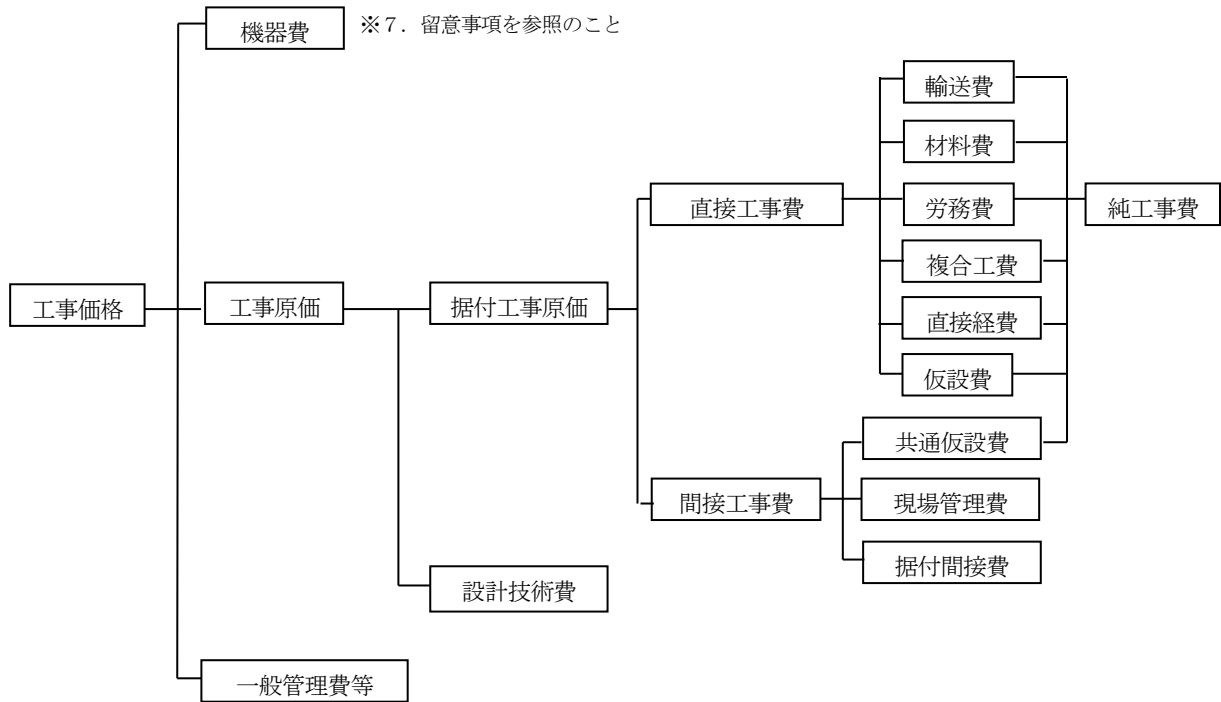 機器費
※7．留意事項を参照のこと
輸送費
材料費
直接工事費
労務費
純工事費
複合工費
工事価格
工事原価
据付工事原価
直接経費
仮設費
共通仮設費
間接工事費
現場管理費
据付間接費
設計技術費
一般管理費等